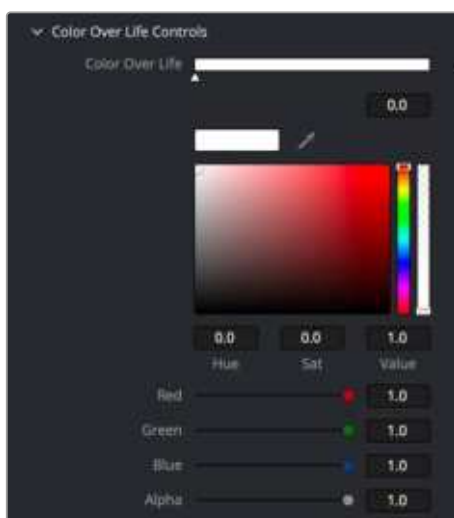 Color Over Life Controls
Color Over Life
0.0
0.0 0.0 1.0
Hue Sat Value
Red 1.0
Green 1.0
Blue 1.0
Alpha 1.0